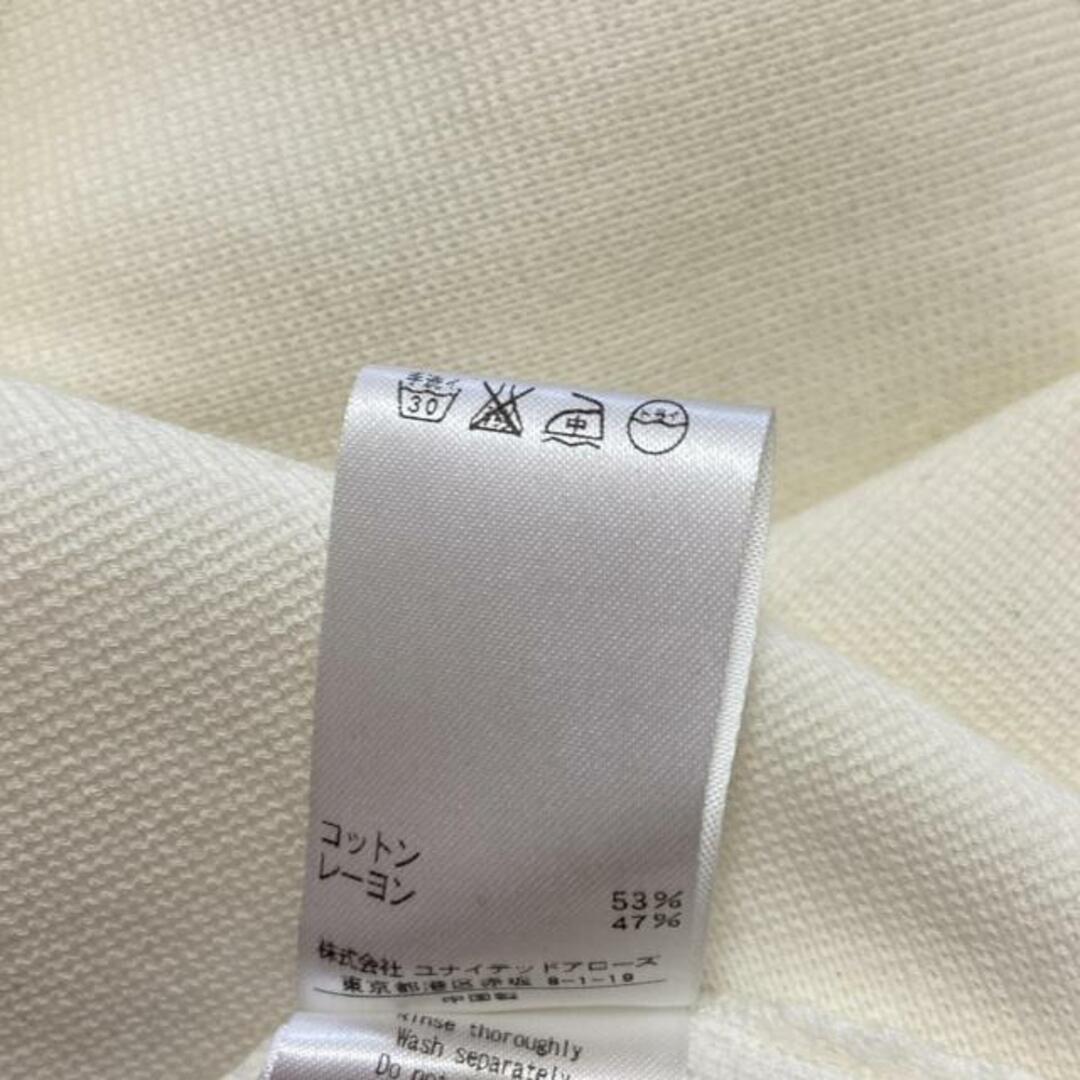 手洗イ
30
中
ドライ
コットン 53%
レーヨン 47%
株式会社 ユナイテッドアローズ
東京都港区赤坂 8-1-19
中国製
Rinse thoroughly
Wash separately
Do not